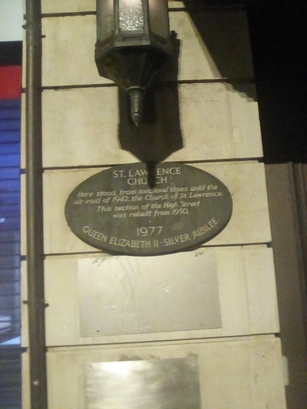 ST. LAWRENCE
CHURCH
Here stood, from medieval times until the
air-raid of 1942, the Church of St. Lawrence.
This section of the High Street
was rebuilt from 1950.
1977
QUEEN ELIZABETH II - SILVER JUBILEE